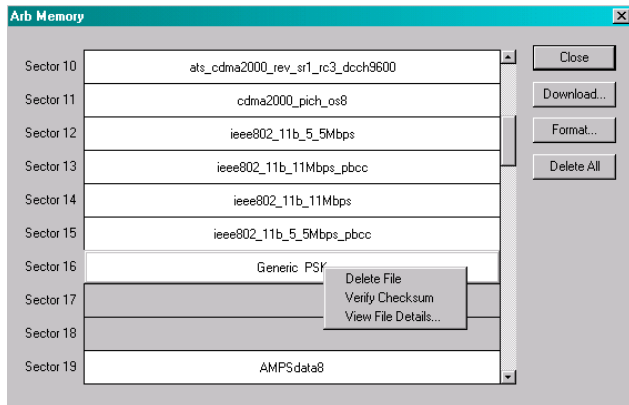 Arb Memory
Sector 10 ats_cdma2000_rev_sr1_rc3_dcch9600
Sector 11 cdma2000_pich_os8
Sector 12 ieee802_11b_5_5Mbps
Sector 13 ieee802_11b_11Mbps_pbcc
Sector 14 ieee802_11b_11Mbps
Sector 15 ieee802_11b_5_5Mbps_pbcc
Sector 16 Generic PSK
Sector 17
Sector 18
Sector 19 AMPSdata8
Delete File
Verify Checksum
View File Details...
Close
Download...
Format...
Delete All